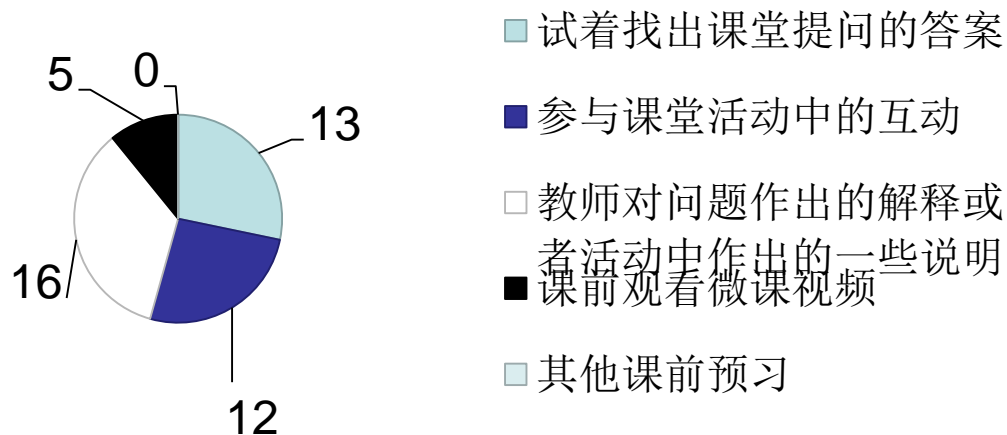 5
0
13
16
12
试着找出课堂提问的答案
参与课堂活动中的互动
教师对问题作出的解释或
者活动中作出的一些说明
课前观看微课视频
其他课前预习